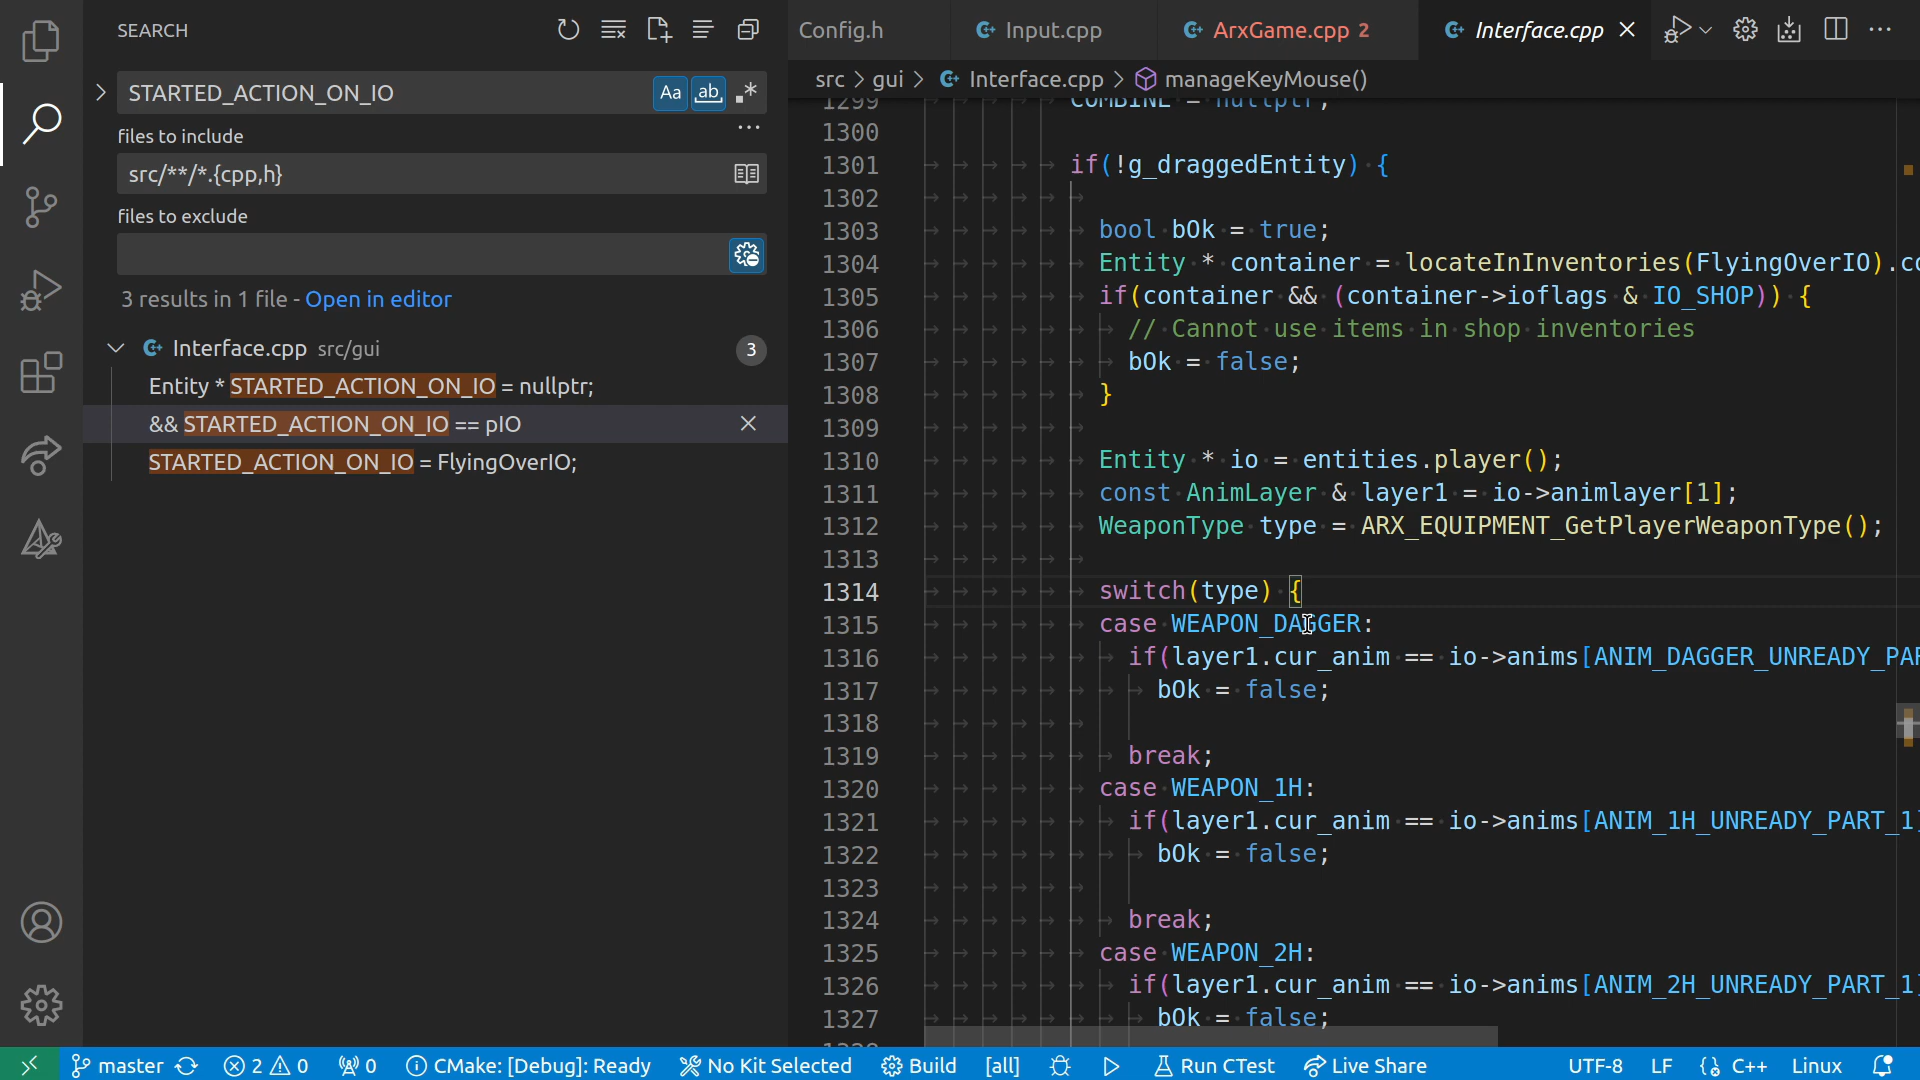 SEARCH
STARTED_ACTION_ON_IO
Aa ab
files to include
src/**/*.{cpp,h}
files to exclude
3 results in 1 file - Open in editor
Interface.cpp src/gui 3
Entity * STARTED_ACTION_ON_IO = nullptr;
&& STARTED_ACTION_ON_IO == pIO
STARTED_ACTION_ON_IO = FlyingOverIO;
Config.h Input.cpp ArxGame.cpp 2 Interface.cpp
src > gui > Interface.cpp > manageKeyMouse()
1299 COMBINE = nullptr;
1300
1301 if(!g_draggedEntity) {
1302
1303 bool bOk = true;
1304 Entity * container = locateInInventories(FlyingOverIO).co
1305 if(container && (container->ioflags & IO_SHOP)) {
1306 // Cannot use items in shop inventories
1307 bOk = false;
1308 }
1309
1310 Entity * io = entities.player();
1311 const AnimLayer & layer1 = io->animlayer[1];
1312 WeaponType type = ARX_EQUIPMENT_GetPlayerWeaponType();
1313
1314 switch(type) {
1315 case WEAPON_DAGGER:
1316 if(layer1.cur_anim == io->anims[ANIM_DAGGER_UNREADY_PAR
1317 bOk = false;
1318
1319 break;
1320 case WEAPON_1H:
1321 if(layer1.cur_anim == io->anims[ANIM_1H_UNREADY_PART_1]
1322 bOk = false;
1323
1324 break;
1325 case WEAPON_2H:
1326 if(layer1.cur_anim == io->anims[ANIM_2H_UNREADY_PART_1]
1327 bOk = false;
master 2 0 0 CMake: [Debug]: Ready No Kit Selected Build [all] Run CTest Live Share UTF-8 LF {} C++ Linux